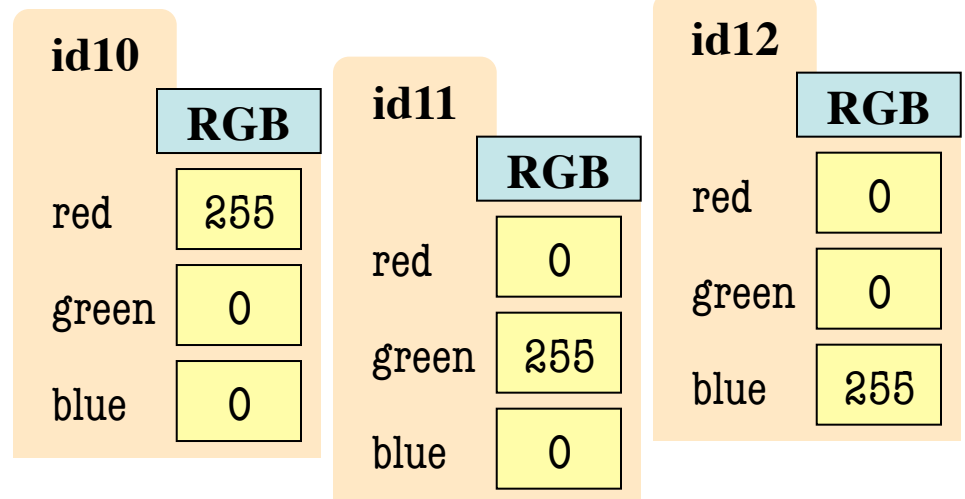 id10
RGB
red 255
green 0
blue 0
id11
RGB
red 0
green 255
blue 0
id12
RGB
red 0
green 0
blue 255